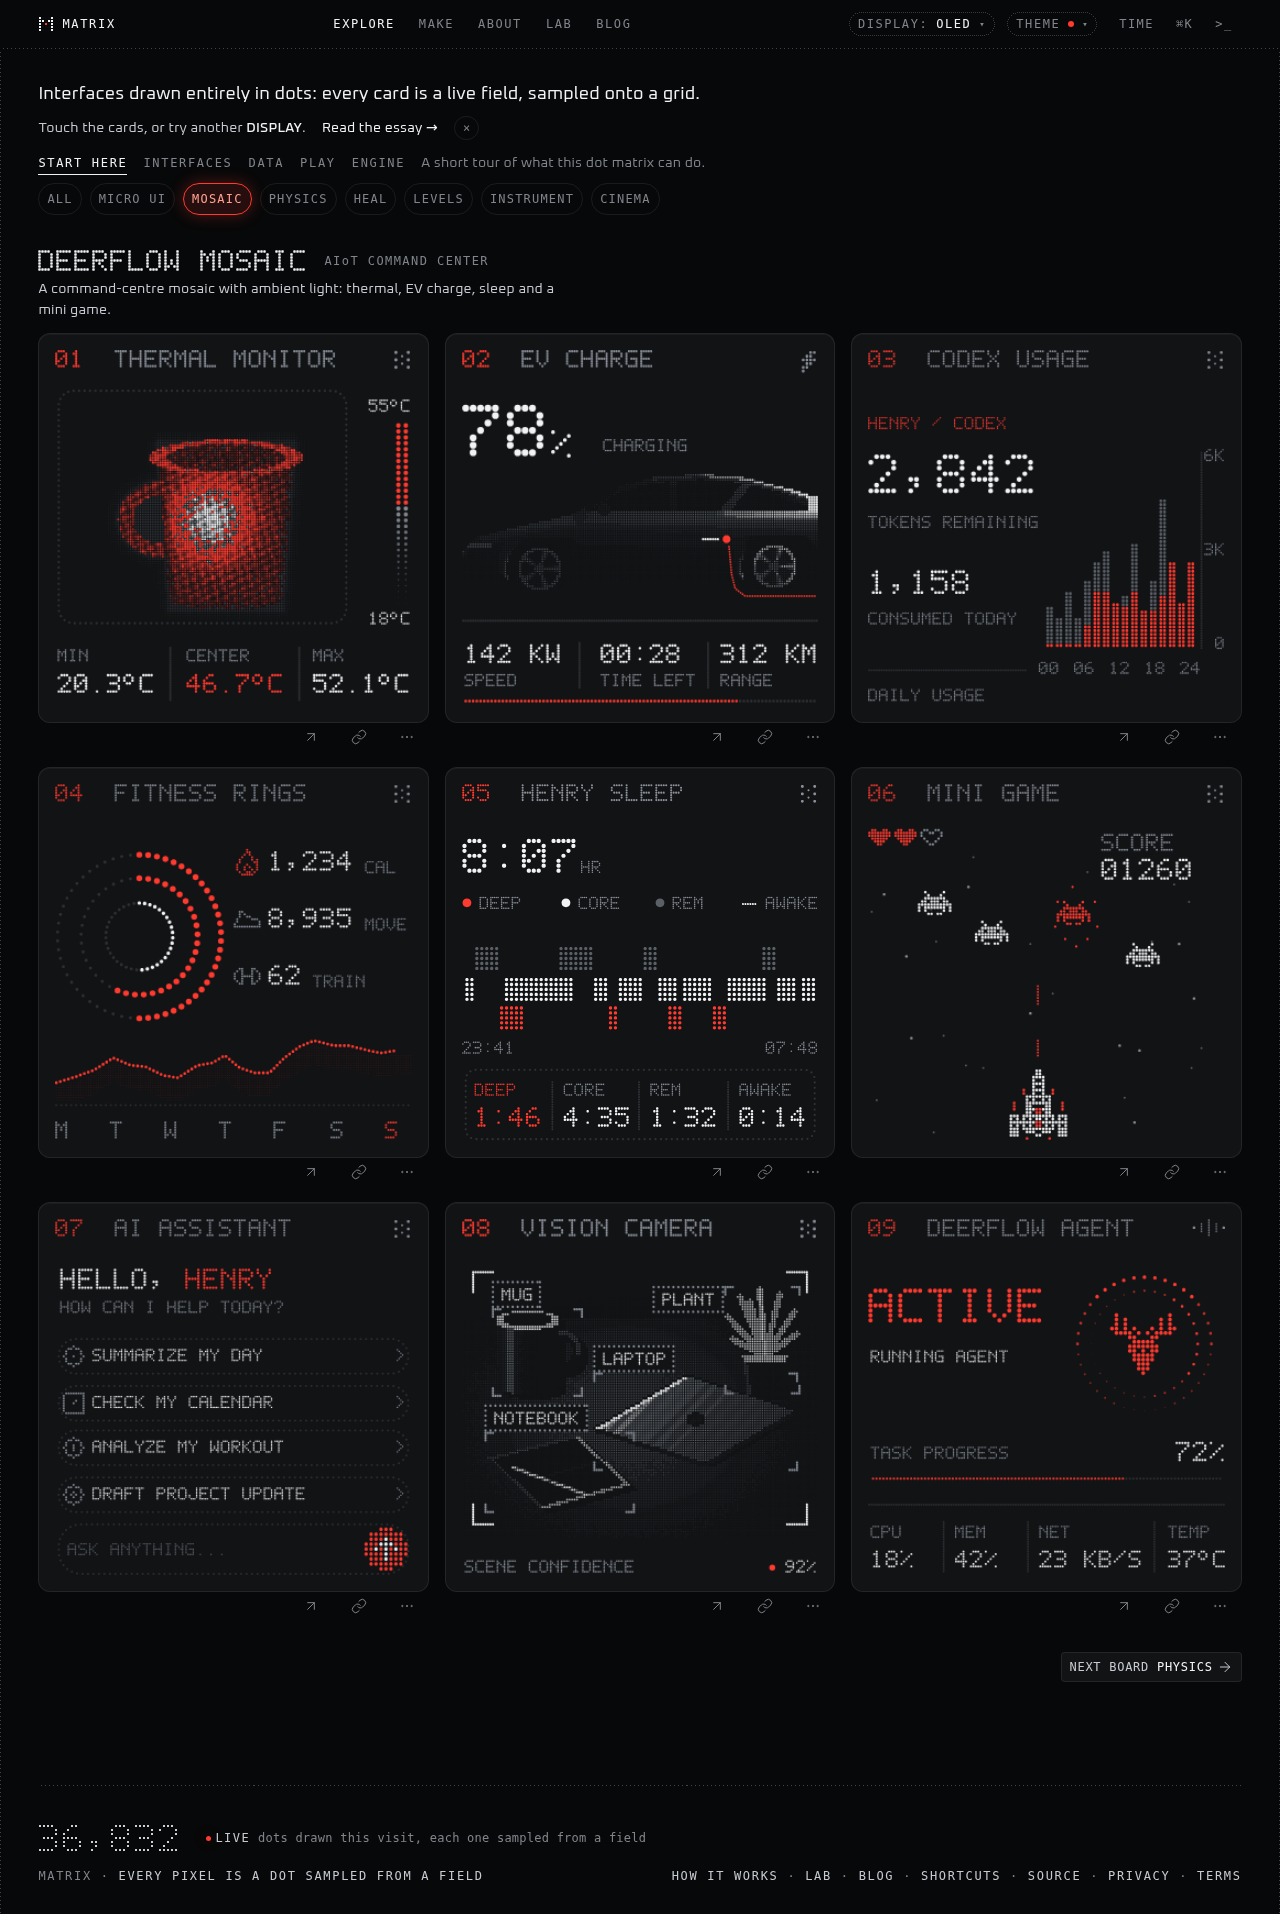 MATRIX
EXPLORE MAKE ABOUT LAB BLOG
DISPLAY: OLED THEME TIME ⌘K >_
Interfaces drawn entirely in dots: every card is a live field, sampled onto a grid.
Touch the cards, or try another DISPLAY. Read the essay → ×
START HERE INTERFACES DATA PLAY ENGINE A short tour of what this dot matrix can do.
ALL MICRO UI MOSAIC PHYSICS HEAL LEVELS INSTRUMENT CINEMA
DEERFLOW MOSAIC AIoT COMMAND CENTER
A command-centre mosaic with ambient light: thermal, EV charge, sleep and a
mini game.
01 THERMAL MONITOR
55°C
18°C
MIN CENTER MAX
20.3°C 46.7°C 52.1°C
02 EV CHARGE
78% CHARGING
142 KW 00:28 312 KM
SPEED TIME LEFT RANGE
03 CODEX USAGE
HENRY / CODEX
2,842
TOKENS REMAINING
1,158
CONSUMED TODAY
6K
3K
0
00 06 12 18 24
DAILY USAGE
04 FITNESS RINGS
1,234 CAL
8,935 MOVE
62 TRAIN
M T W T F S S
05 HENRY SLEEP
8:07 HR
DEEP CORE REM AWAKE
23:41 07:48
DEEP CORE REM AWAKE
1:46 4:35 1:32 0:14
06 MINI GAME
SCORE
01260
07 AI ASSISTANT
HELLO, HENRY
HOW CAN I HELP TODAY?
SUMMARIZE MY DAY
CHECK MY CALENDAR
ANALYZE MY WORKOUT
DRAFT PROJECT UPDATE
ASK ANYTHING...
08 VISION CAMERA
MUG
PLANT
LAPTOP
NOTEBOOK
SCENE CONFIDENCE 92%
09 DEERFLOW AGENT
ACTIVE
RUNNING AGENT
TASK PROGRESS 72%
CPU MEM NET TEMP
18% 42% 23 KB/S 37°C
NEXT BOARD PHYSICS →
36,832 LIVE dots drawn this visit, each one sampled from a field
MATRIX · EVERY PIXEL IS A DOT SAMPLED FROM A FIELD
HOW IT WORKS · LAB · BLOG · SHORTCUTS · SOURCE · PRIVACY · TERMS